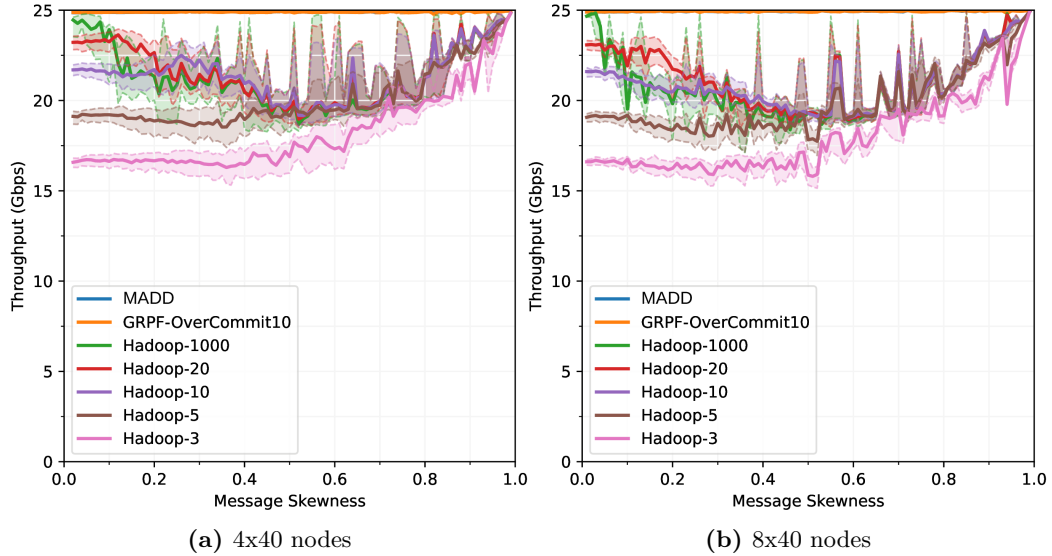 25
20
15
10
5
0
Throughput (Gbps)
MADD
GRPF-OverCommit10
Hadoop-1000
Hadoop-20
Hadoop-10
Hadoop-5
Hadoop-3
0.0 0.2 0.4 0.6 0.8 1.0
Message Skewness
(a) 4x40 nodes
25
20
15
10
5
0
Throughput (Gbps)
MADD
GRPF-OverCommit10
Hadoop-1000
Hadoop-20
Hadoop-10
Hadoop-5
Hadoop-3
0.0 0.2 0.4 0.6 0.8 1.0
Message Skewness
(b) 8x40 nodes